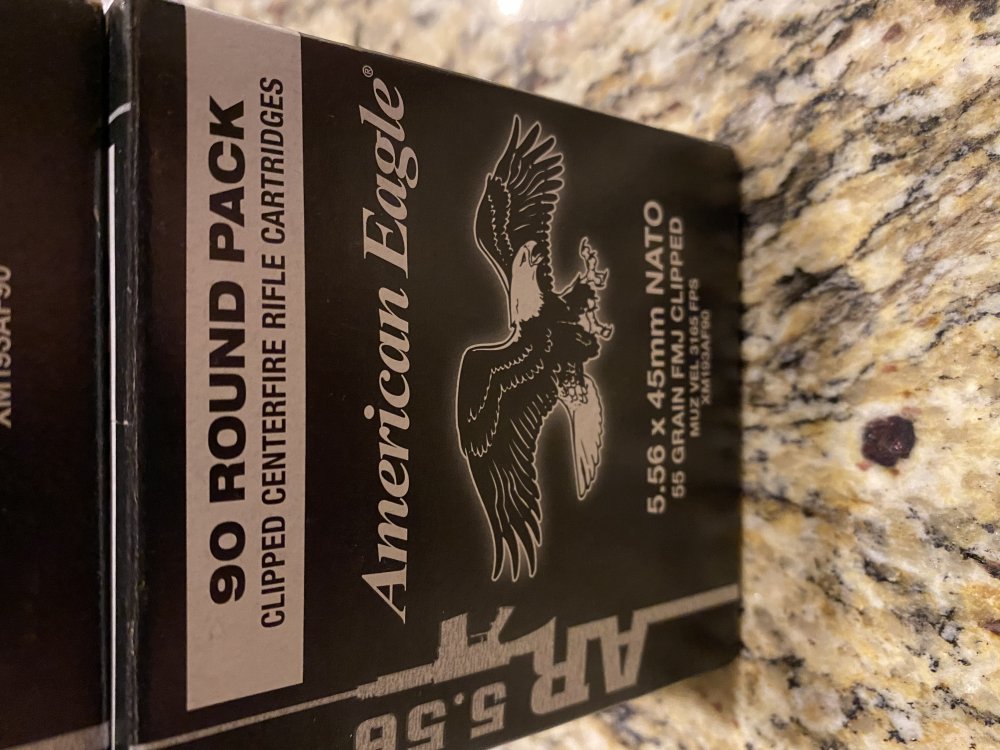 90 ROUND PACK
CLIPPED CENTERFIRE RIFLE CARTRIDGES
American Eagle®
5.56 x 45mm NATO
55 GRAIN FMJ CLIPPED
MUZ VEL 3165 FPS
XM193AF90
AR
5.56
XM193AF90